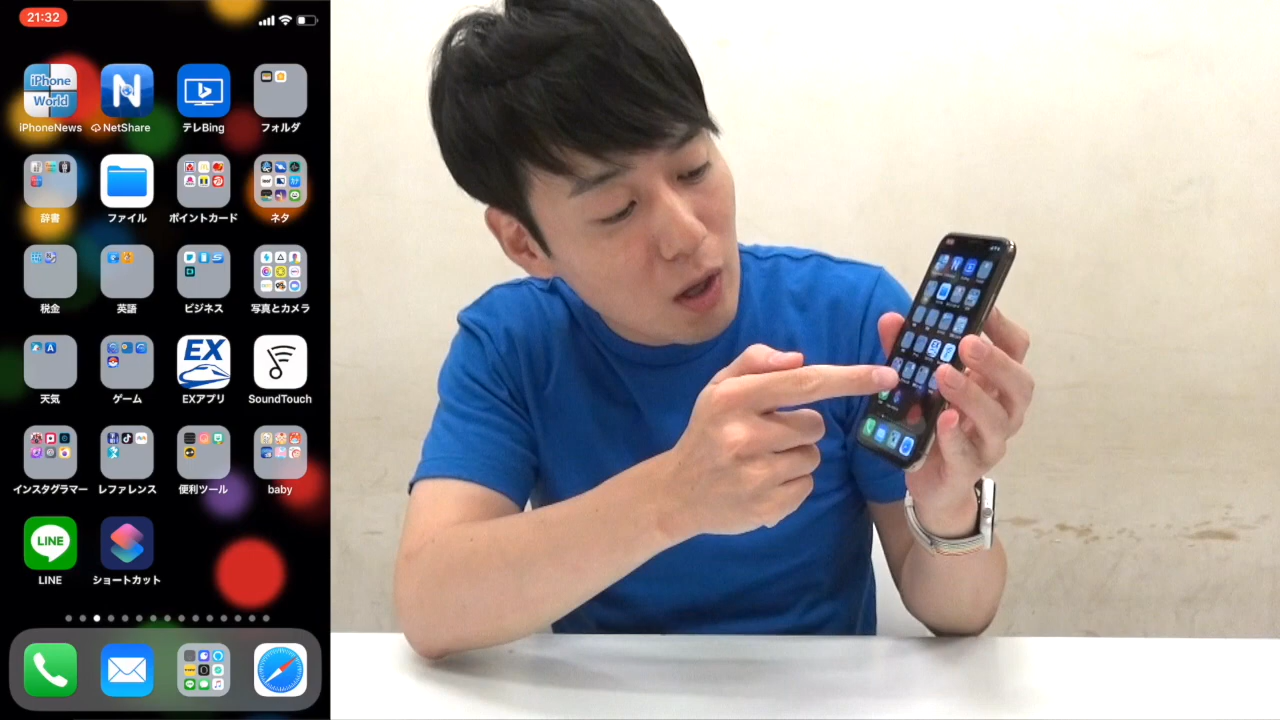 21:32
iPhone
World
iPhoneNews
NetShare
テレBing
フォルダ
辞書
ファイル
ポイントカード
ネタ
税金
英語
ビジネス
写真とカメラ
天気
ゲーム
EX
EXアプリ
SoundTouch
インスタグラマー
レファレンス
便利ツール
baby
LINE
LINE
ショートカット